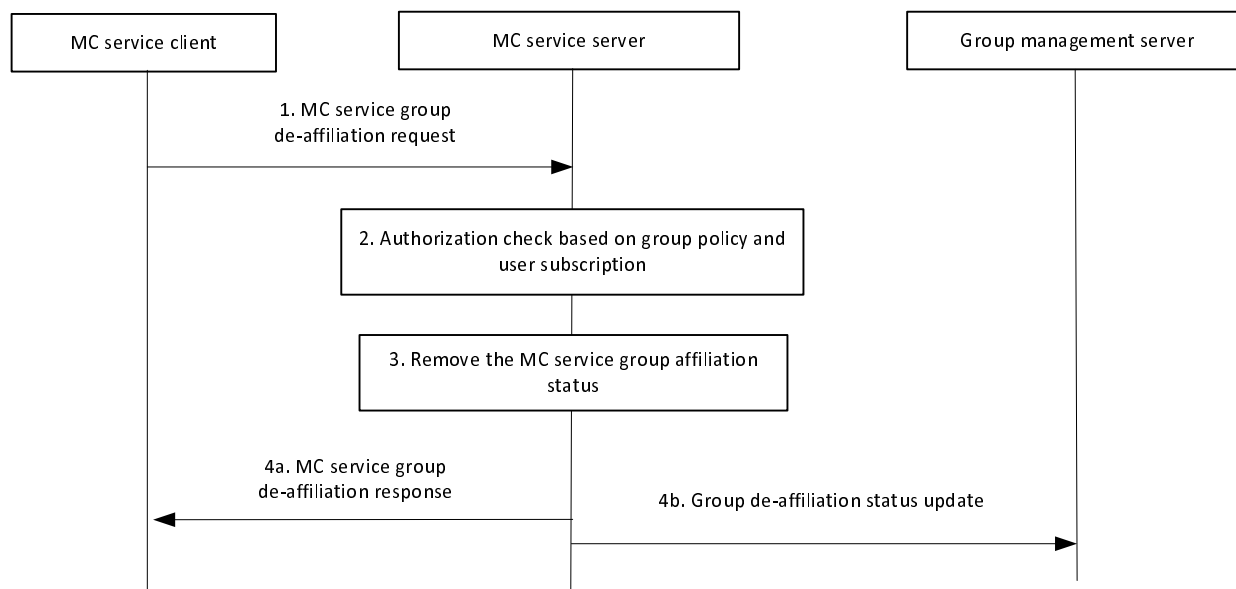 MC service client
MC service server
Group management server
1. MC service group
de-affiliation request
2. Authorization check based on group policy and
user subscription
3. Remove the MC service group affiliation
status
4a. MC service group
de-affiliation response
4b. Group de-affiliation status update